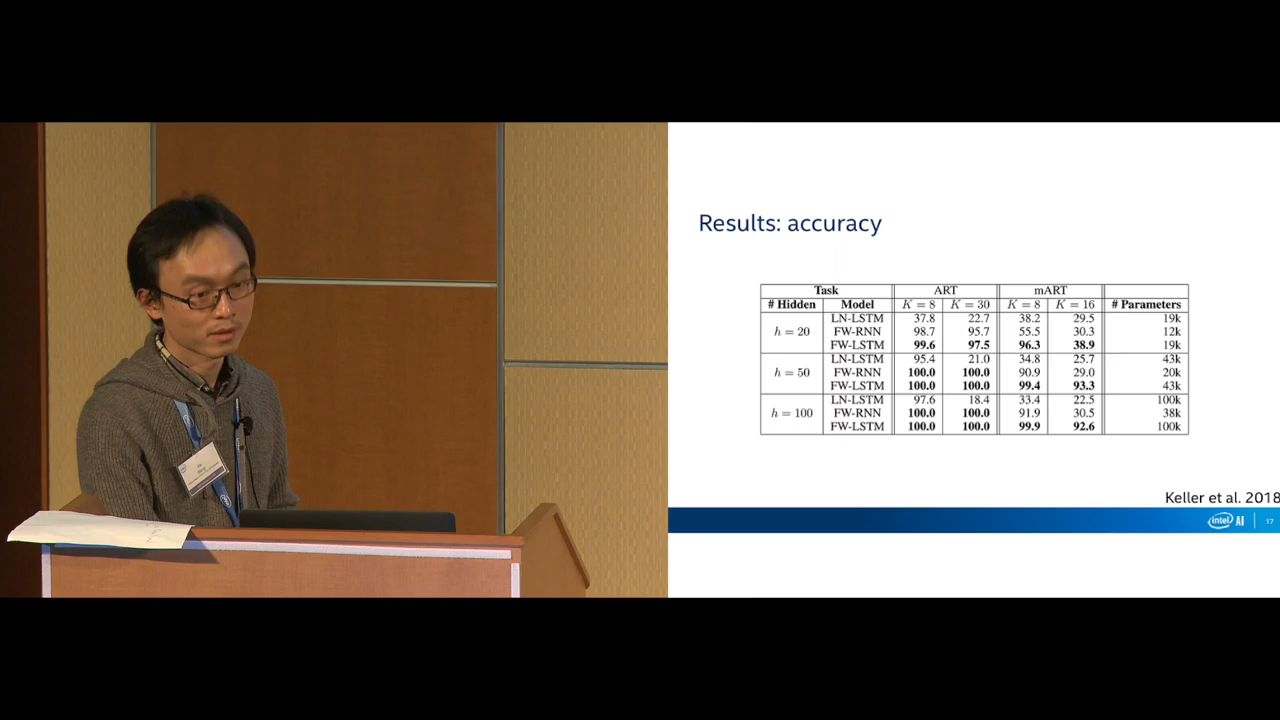 Results: accuracy
Task ART mART
# Hidden Model K = 8 K = 30 K = 8 K = 16 # Parameters
LN-LSTM 37.8 22.7 38.2 29.5 19k
h = 20 FW-RNN 98.7 95.7 55.5 30.3 12k
FW-LSTM 99.6 97.5 96.3 38.9 19k
LN-LSTM 95.4 21.0 34.8 25.7 43k
h = 50 FW-RNN 100.0 100.0 90.9 29.0 20k
FW-LSTM 100.0 100.0 99.4 93.3 43k
LN-LSTM 97.6 18.4 33.4 22.5 100k
h = 100 FW-RNN 100.0 100.0 91.9 30.5 38k
FW-LSTM 100.0 100.0 99.9 92.6 100k
Keller et al. 2018
intel AI 17